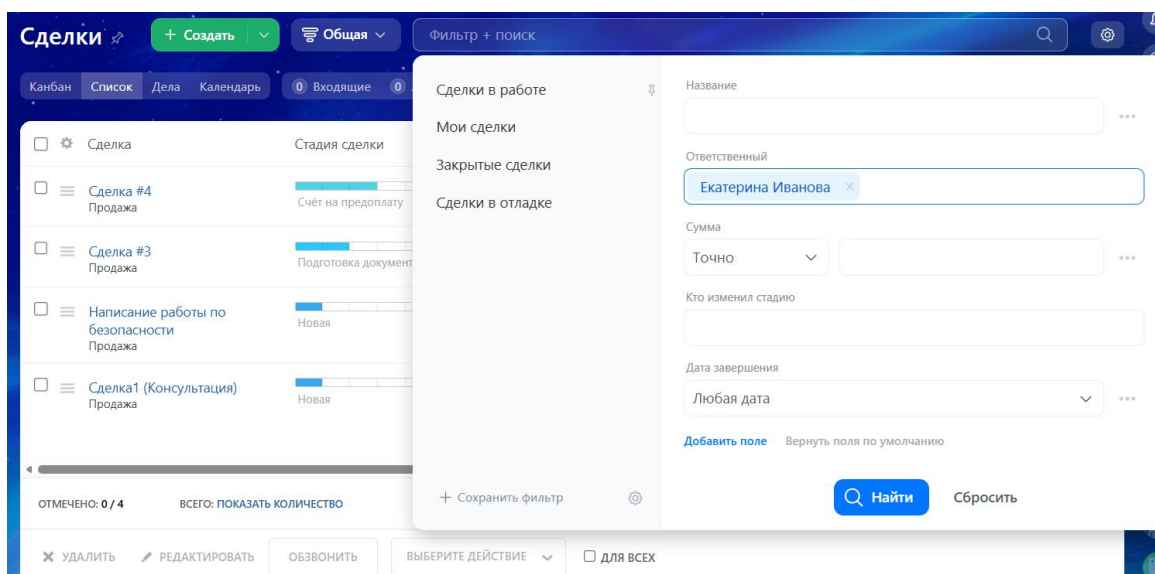 Сделки
+ Создать
Общая
Фильтр + поиск
Канбан Список Дела Календарь
0 Входящие 0
Сделка Стадия сделки
Сделка #4
Продажа
Счёт на предоплату
Сделка #3
Продажа
Подготовка документ
Написание работы по
безопасности
Продажа
Новая
Сделка1 (Консультация)
Продажа
Новая
ОТМЕЧЕНО: 0 / 4 ВСЕГО: ПОКАЗАТЬ КОЛИЧЕСТВО
УДАЛИТЬ РЕДАКТИРОВАТЬ ОБЗВОНИТЬ ВЫБЕРИТЕ ДЕЙСТВИЕ ДЛЯ ВСЕХ
Сделки в работе
Мои сделки
Закрытые сделки
Сделки в отладке
+ Сохранить фильтр
Название
Ответственный
Екатерина Иванова ×
Сумма
Точно
Кто изменил стадию
Дата завершения
Любая дата
Добавить поле Вернуть поля по умолчанию
Найти Сбросить